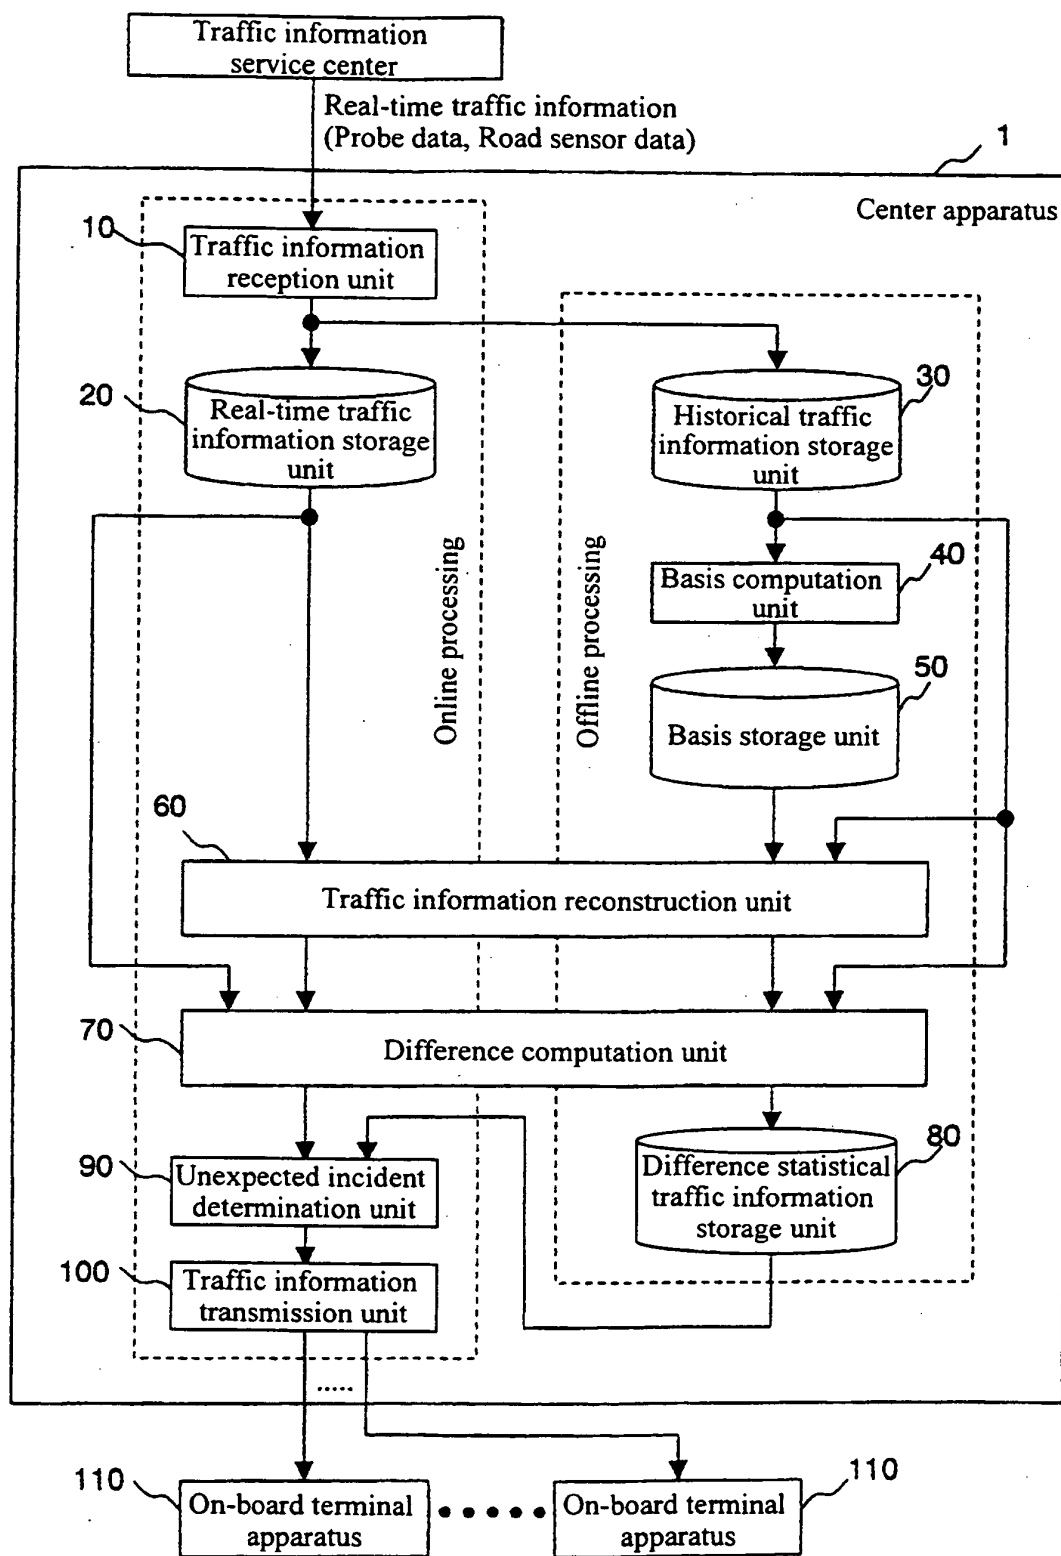 Traffic information
service center
Real-time traffic information
(Probe data, Road sensor data)
1
Center apparatus
10
Traffic information
reception unit
20
Real-time traffic
information storage
unit
30
Historical traffic
information storage
unit
Online processing
Offline processing
40
Basis computation
unit
50
Basis storage unit
60
Traffic information reconstruction unit
70
Difference computation unit
80
Difference statistical
traffic information
storage unit
90
Unexpected incident
determination unit
100
Traffic information
transmission unit
110
On-board terminal
apparatus
110
On-board terminal
apparatus